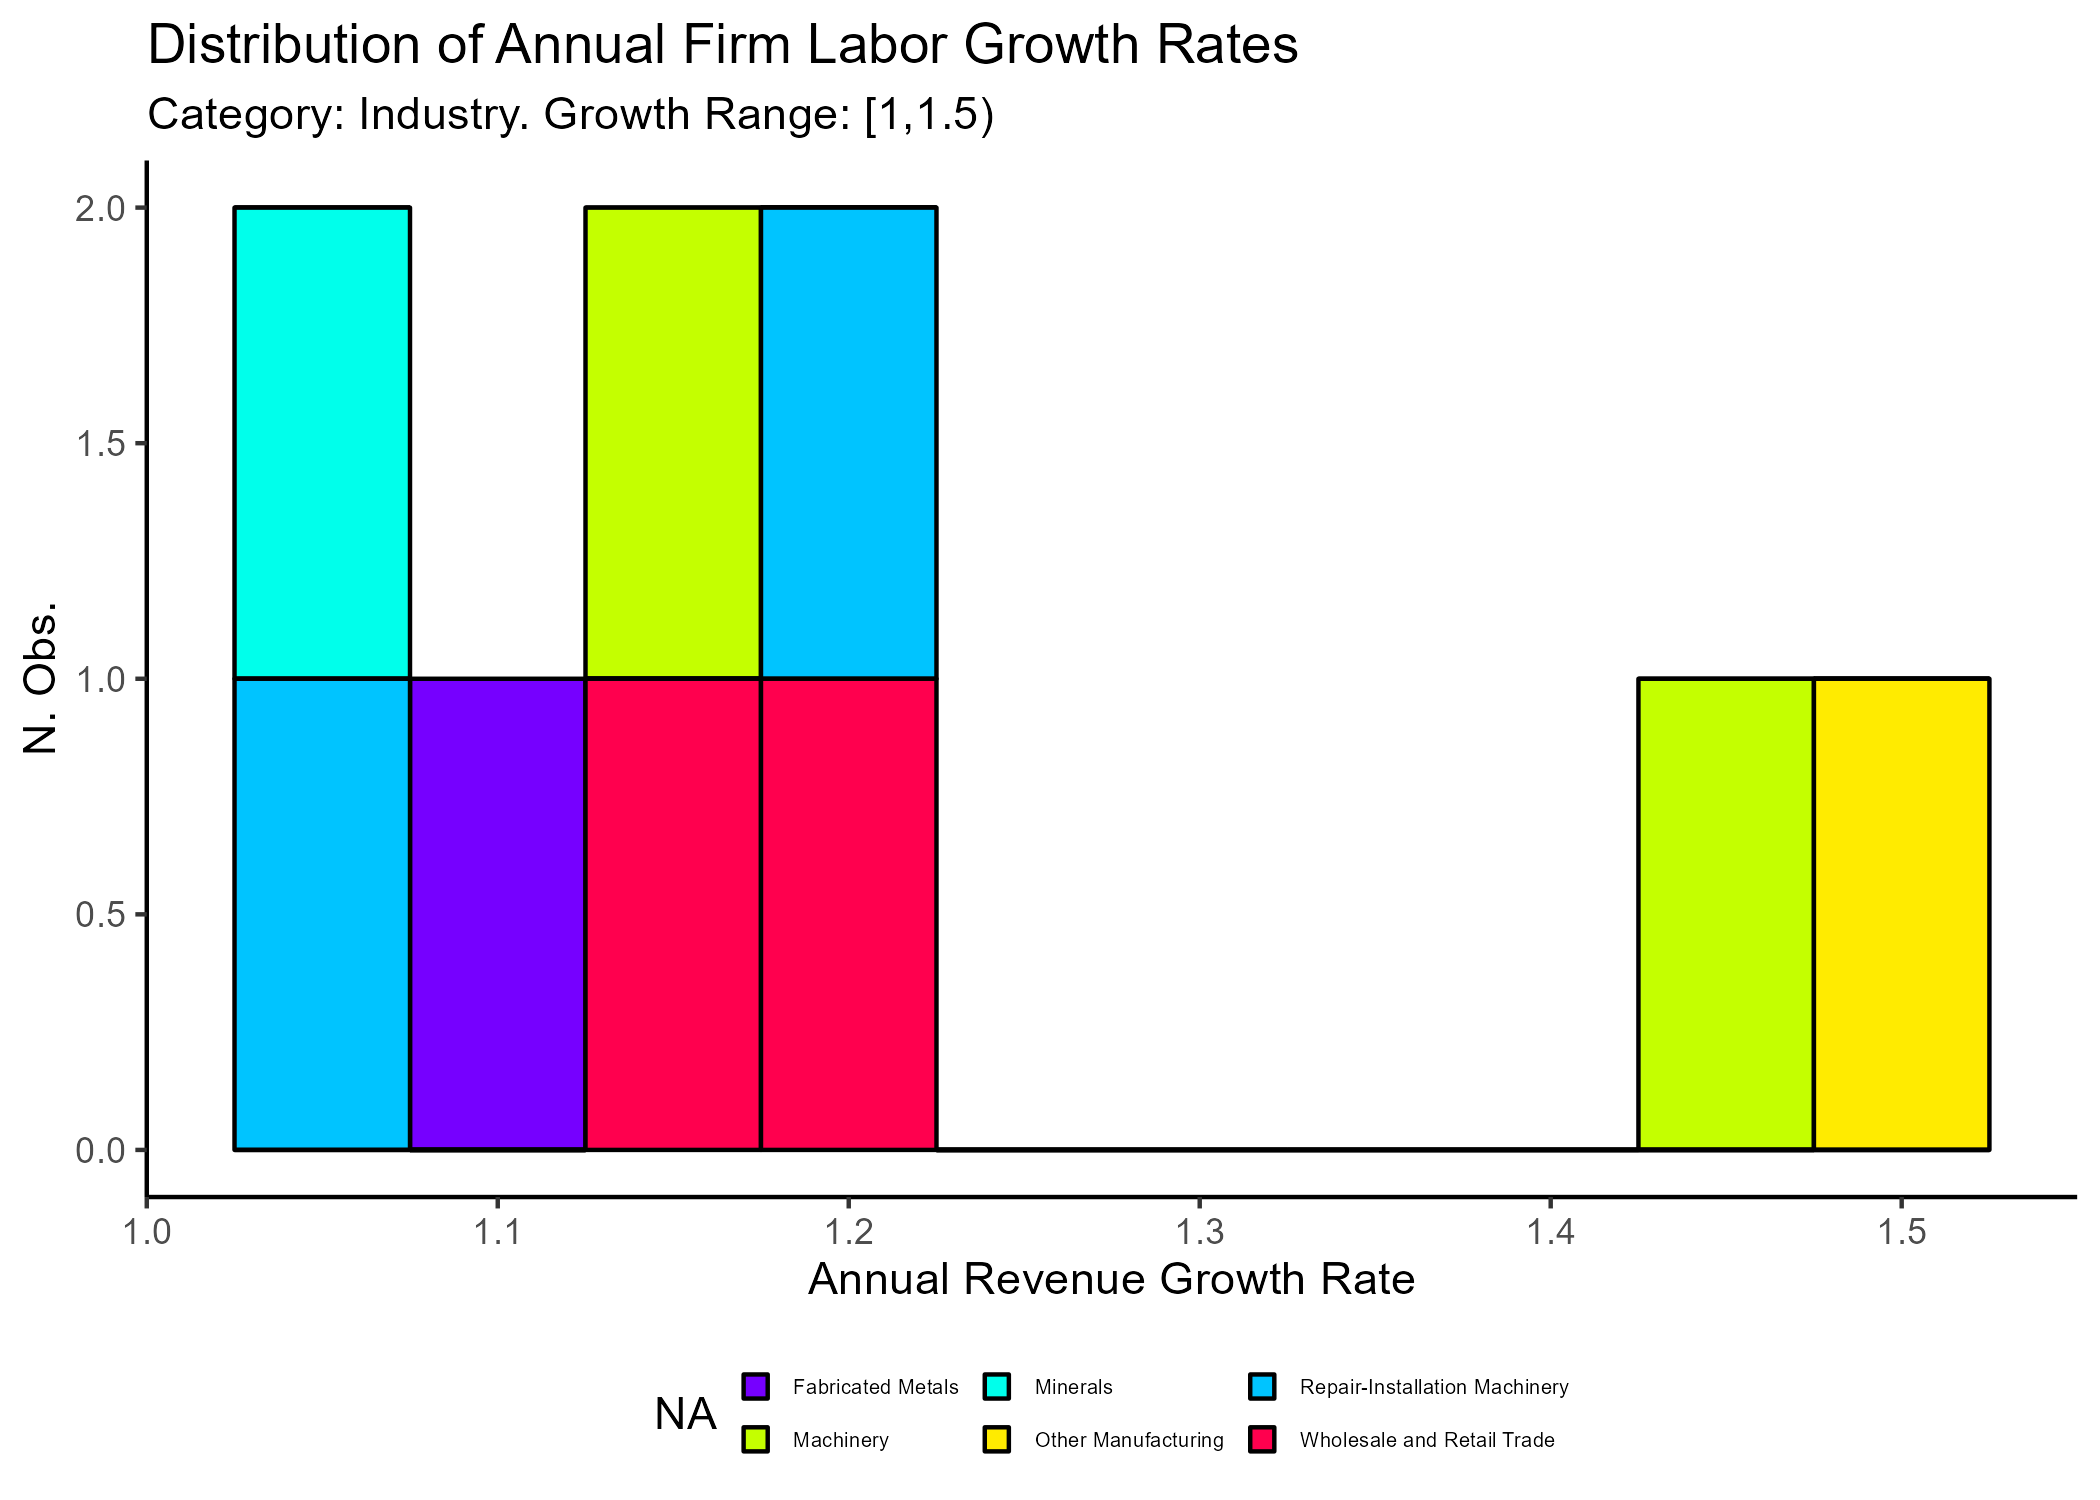 Distribution of Annual Firm Labor Growth Rates
Category: Industry. Growth Range: [1,1.5)
N. Obs.
2.0
1.5
1.0
0.5
0.0
1.0 1.1 1.2 1.3 1.4 1.5
Annual Revenue Growth Rate
NA
Fabricated Metals Minerals Repair-Installation Machinery
Machinery Other Manufacturing Wholesale and Retail Trade